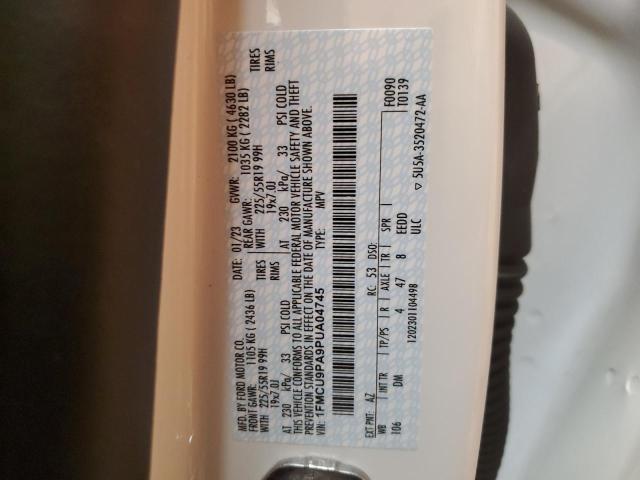 MFD. BY FORD MOTOR CO. DATE: 01/23 GVWR: 2100 KG ( 4630 LB)
FRONT GAWR: 1105 KG ( 2436 LB) REAR GAWR: 1035 KG ( 2282 LB)
WITH 225/55R19 99H TIRES WITH 225/55R19 99H TIRES
19x7.0J RIMS 19x7.0J RIMS
AT 230 kPa/ 33 PSI COLD AT 230 kPa/ 33 PSI COLD
THIS VEHICLE CONFORMS TO ALL APPLICABLE FEDERAL MOTOR VEHICLE SAFETY AND THEFT
PREVENTION STANDARDS IN EFFECT ON THE DATE OF MANUFACTURE SHOWN ABOVE.
VIN: 1FMCU9PA9PUA04745 TYPE: MPV
F0090
T0139
EXT PNT: AZ RC: 53 DSO:
WB INT TR TP/PS R AXLE TR SPR
106 DM 4 47 8 EEDD
1202301104498 ULC
▽ 5U5A-3520472-AA